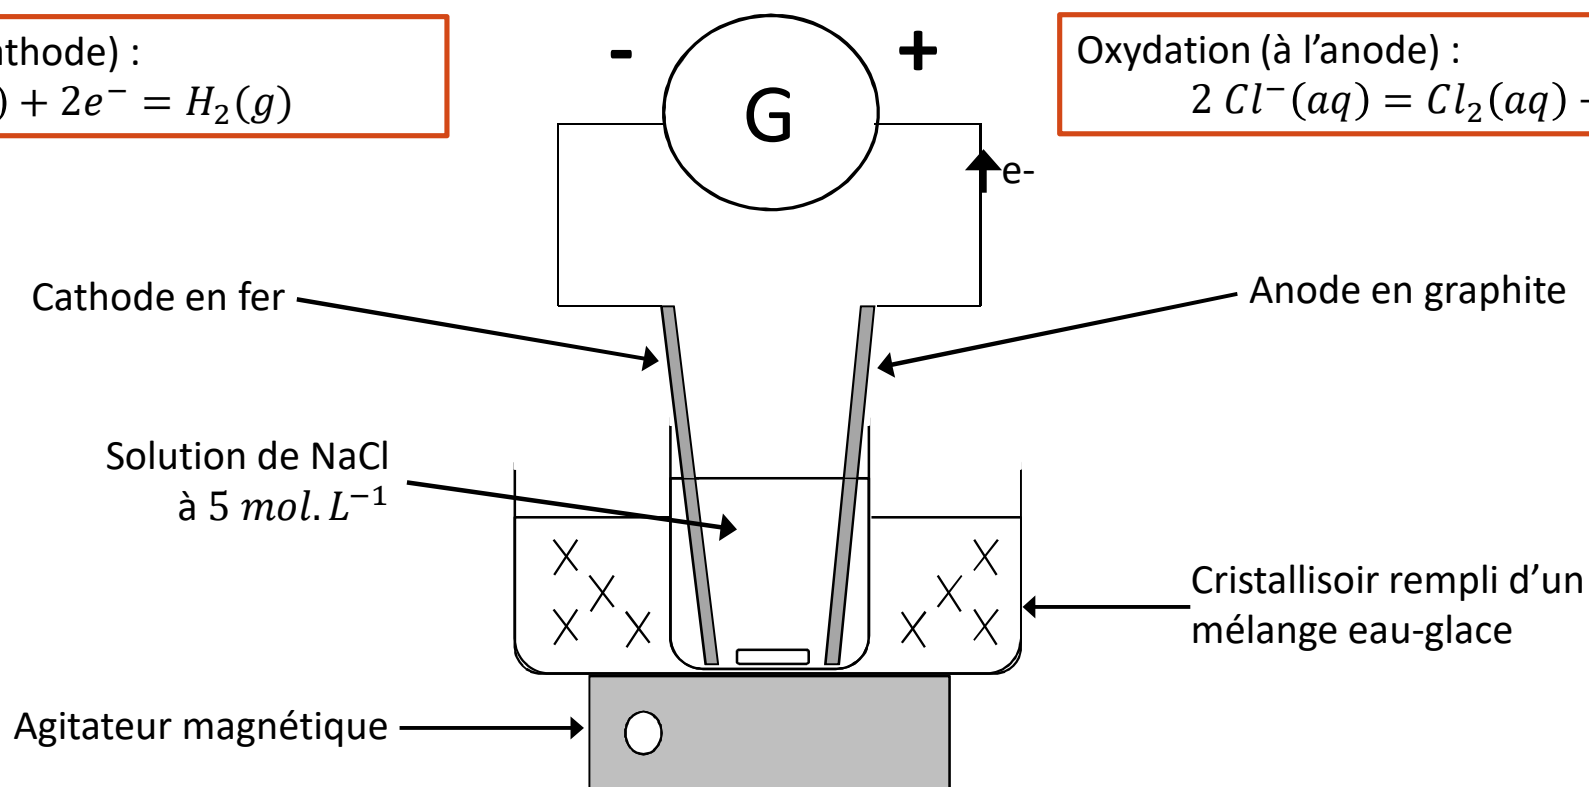 athode) :
) + 2e⁻ = H₂(g)
- +
G
Oxydation (à l’anode) :
2 Cl⁻(aq) = Cl₂(aq) -
e-
Cathode en fer
Anode en graphite
Solution de NaCl
à 5 mol. L⁻¹
Cristallisoir rempli d’un
mélange eau-glace
Agitateur magnétique